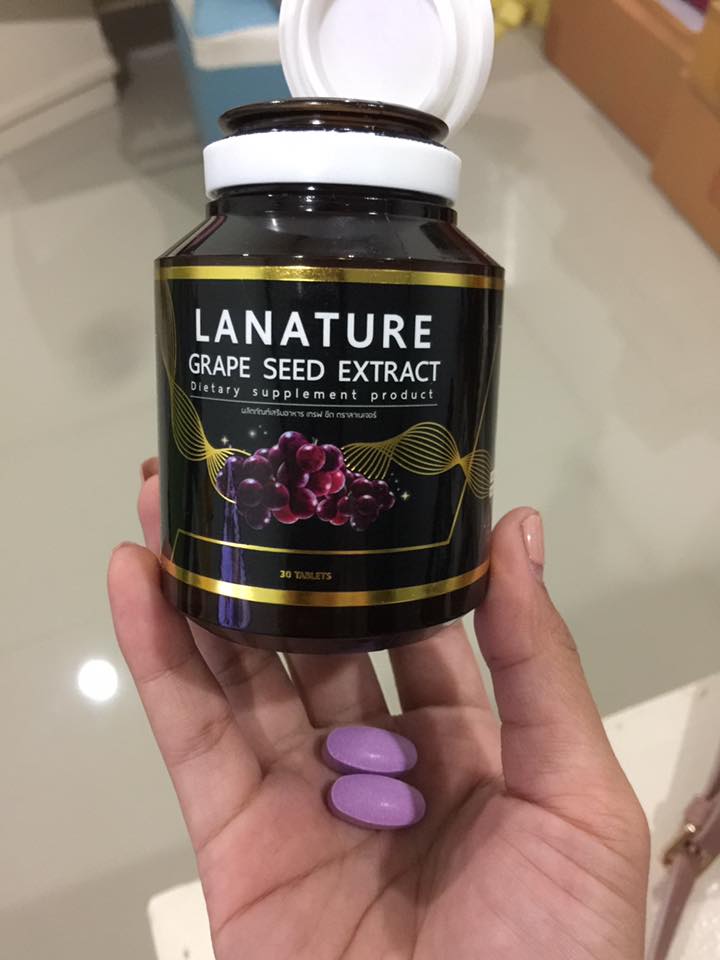 LANATURE
GRAPE SEED EXTRACT
Dietary supplement product
ผลิตภัณฑ์เสริมอาหาร เกรฟ ซีด ตราลาเนเจอร์
30 TABLETS